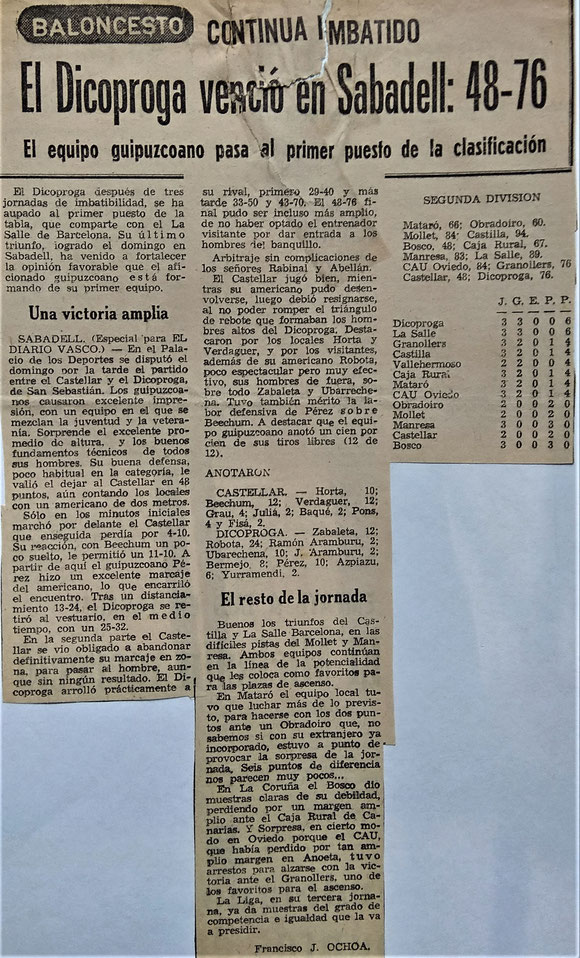 BALONCESTO
CONTINUA IMBATIDO
El Dicoproga venció en Sabadell: 48-76
El equipo guipuzcoano pasa al primer puesto de la clasificación
El Dicoproga después de tres
jornadas de imbatibilidad, se ha
aupado al primer puesto de la
tabla, que comparte con el La
Salle de Barcelona. Su último
triunfo, logrado el domingo en
Sabadell, ha venido a fortalecer
la opinión favorable que el afi-
cionado guipuzcoano está for-
mando de su primer equipo.
Una victoria amplia
SABADELL. (Especial para EL
DIARIO VASCO.) — En el Pala-
cio de los Deportes se disputó el
domingo por la tarde el partido
entre el Castellar y el Dicoproga,
de San Sebastián. Los guipuzcoa-
nos causaron excelente impre-
sión, con un equipo en el que se
mezclan la juventud y la vetera-
nía. Sorprende el excelente pro-
medio de altura, y los buenos
fundamentos técnicos de todos
sus hombres. Su buena defensa,
poco habitual en la categoría, le
valió el dejar al Castellar en 48
puntos, aún contando los locales
con un americano de dos metros.
Sólo en los minutos iniciales
marchó por delante el Castellar
que enseguida perdía por 4-10.
Su reacción, con Beechum un po-
co suelto, le permitió un 11-10. A
partir de aquí el guipuzcoano Pé-
rez hizo un excelente marcaje
del americano, lo que encarriló
el encuentro. Tras un distancia-
miento 13-24, el Dicoproga se re-
tiró al vestuario, en el medio
tiempo, con un 25-32.
En la segunda parte el Caste-
llar se vio obligado a abandonar
definitivamente su marcaje en zo-
na, para pasar al hombre, aun-
que sin ningún resultado. El Di-
coproga arrolló prácticamente a
su rival, primero 29-40 y más
tarde 33-50 y 43-70. El 48-76 fi-
nal pudo ser incluso más amplio,
de no haber optado el entrenador
visitante por dar entrada a los
hombres del banquillo.
Arbitraje sin complicaciones de
los señores Rabinal y Abellán.
El Castellar jugó bien, mientras
su americano pudo desen-
volverse, luego debió resignarse,
al no poder romper el triángulo
de rebote que formaban los hom-
bres altos del Dicoproga. Desta-
caron por los locales Horta y
Verdaguer, y por los visitantes,
además de su americano Robota,
poco espectacular pero muy efec-
tivo, sus hombres de fuera, so-
bre todo Zabaleta y Ubareche-
na. Tuvo también mérito la la-
bor defensiva de Pérez sobre
Beechum. A destacar que el equi-
po guipuzcoano anotó un cien por
cien de sus tiros libres (12 de
12).
ANOTARON
CASTELLAR. — Horta, 10;
Beechum, 12; Verdaguer, 12;
Grau, 4; Juliá, 2; Baqué, 2; Pons,
4 y Fisá, 2.
DICOPROGA. — Zabaleta, 12;
Robota, 24; Ramón Aramburu, 2;
Ubarechena, 10; J. Aramburu, 2;
Bermejo, 8; Pérez, 10; Azpiazu,
6; Yurramendi, 2.
El resto de la jornada
Buenos los triunfos del Cas-
tilla y La Salle Barcelona, en las
difíciles pistas del Mollet y Man-
resa. Ambos equipos continúan
en la línea de la potencialidad
que les coloca como favoritos pa-
ra las plazas de ascenso.
En Mataró el equipo local tu-
vo que luchar más de lo previs-
to, para hacerse con los dos pun-
tos ante un Obradoiro que, no
sabemos si con su extranjero ya
incorporado, estuvo a punto de
provocar la sorpresa de la jor-
nada. Seis puntos de diferencia
nos parecen muy pocos...
En La Coruña el Bosco dio
muestras claras de su debilidad,
perdiendo por un margen am-
plio ante el Caja Rural de Ca-
narias. Y Sorpresa, en cierto mo-
do en Oviedo porque el CAU,
que había perdido por tan am-
plio margen en Anoeta, tuvo
arrestos para alzarse con la vic-
toria ante el Granollers, uno de
los favoritos para el ascenso.
La Liga, en su tercera jorna-
na, ya da muestras del grado de
competencia e igualdad que la va
a presidir.
Francisco J. OCHOA.
SEGUNDA DIVISION
Mataró, 66; Obradoiro, 60.
Mollet, 84; Castilla, 94.
Bosco, 48; Caja Rural, 67.
Manresa, 83; La Salle, 89.
CAU Oviedo, 84; Granollers, 76
Castellar, 48; Dicoproga, 76.
J. G. E. P. P.
Dicoproga 3 3 0 0 6
La Salle 3 3 0 0 6
Granollers 3 2 0 1 4
Castilla 3 2 0 1 4
Vallehermoso 2 2 0 0 4
Caja Rural 3 2 0 1 4
Mataró 3 2 0 1 4
CAU Oviedo 3 2 0 1 4
Obradoiro 2 0 0 2 0
Mollet 2 0 0 2 0
Manresa 3 0 0 3 0
Castellar 2 0 0 2 0
Bosco 3 0 0 3 0